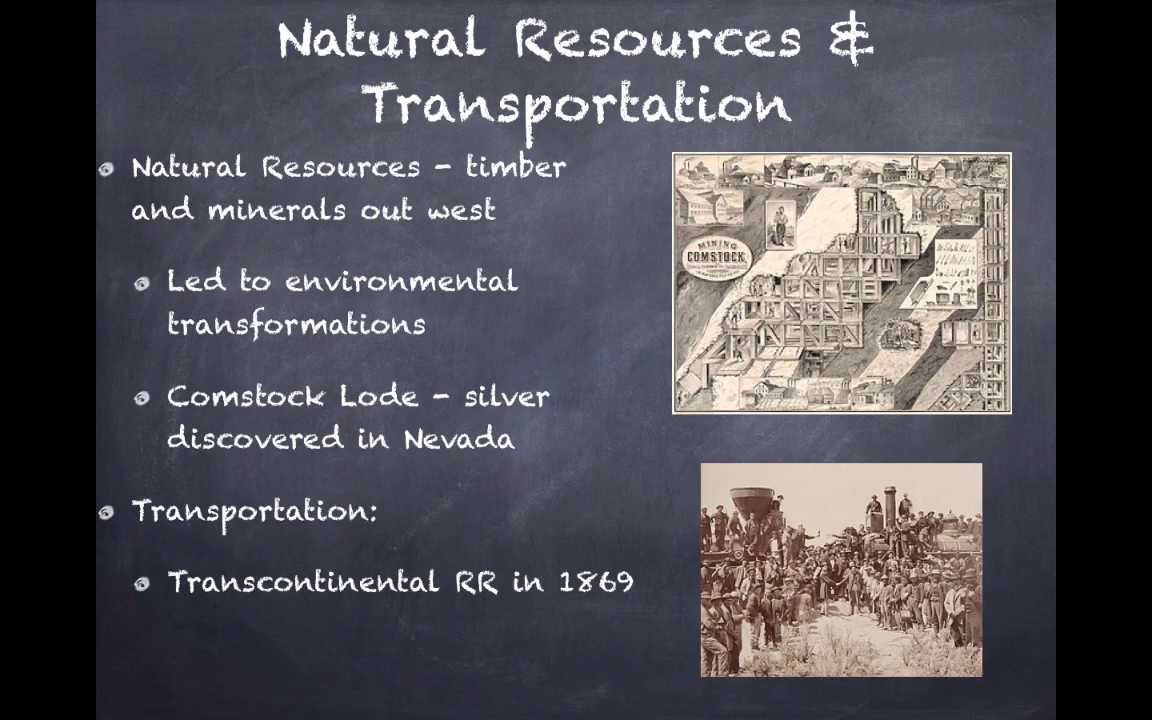 Natural Resources &
Transportation
Natural Resources - timber
and minerals out west
Led to environmental
transformations
Comstock Lode - silver
discovered in Nevada
Transportation:
Transcontinental RR in 1869
MINING
COMSTOCK